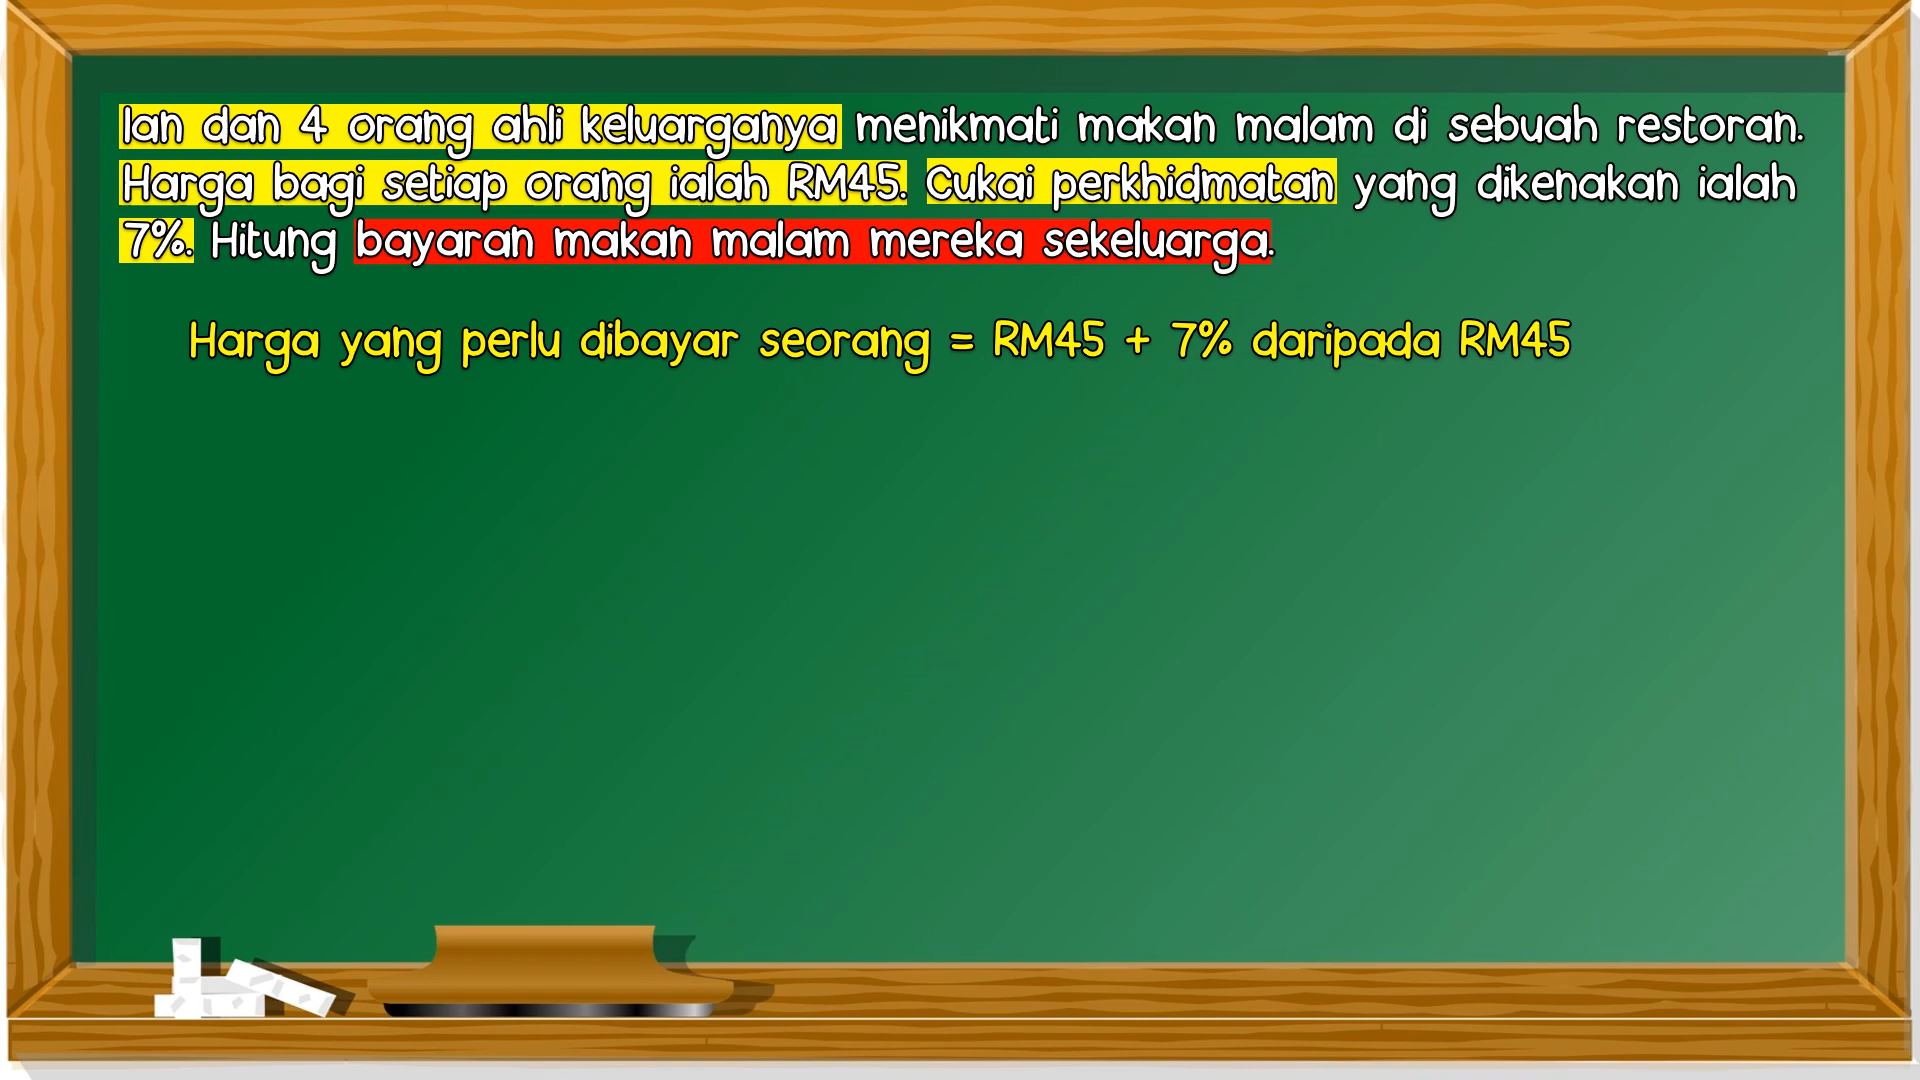 Ian dan 4 orang ahli keluarganya menikmati makan malam di sebuah restoran.
Harga bagi setiap orang ialah RM45. Cukai perkhidmatan yang dikenakan ialah
7%. Hitung bayaran makan malam mereka sekeluarga.
Harga yang perlu dibayar seorang = RM45 + 7% daripada RM45